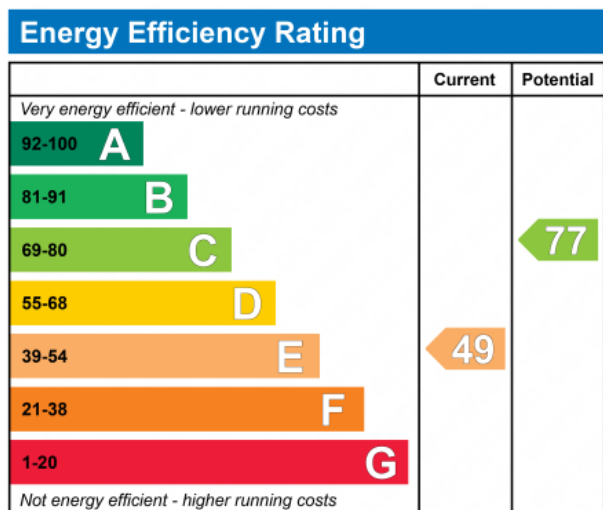 Energy Efficiency Rating
Current Potential
Very energy efficient - lower running costs
92-100 A
81-91 B
69-80 C 77
55-68 D
39-54 E 49
21-38 F
1-20 G
Not energy efficient - higher running costs